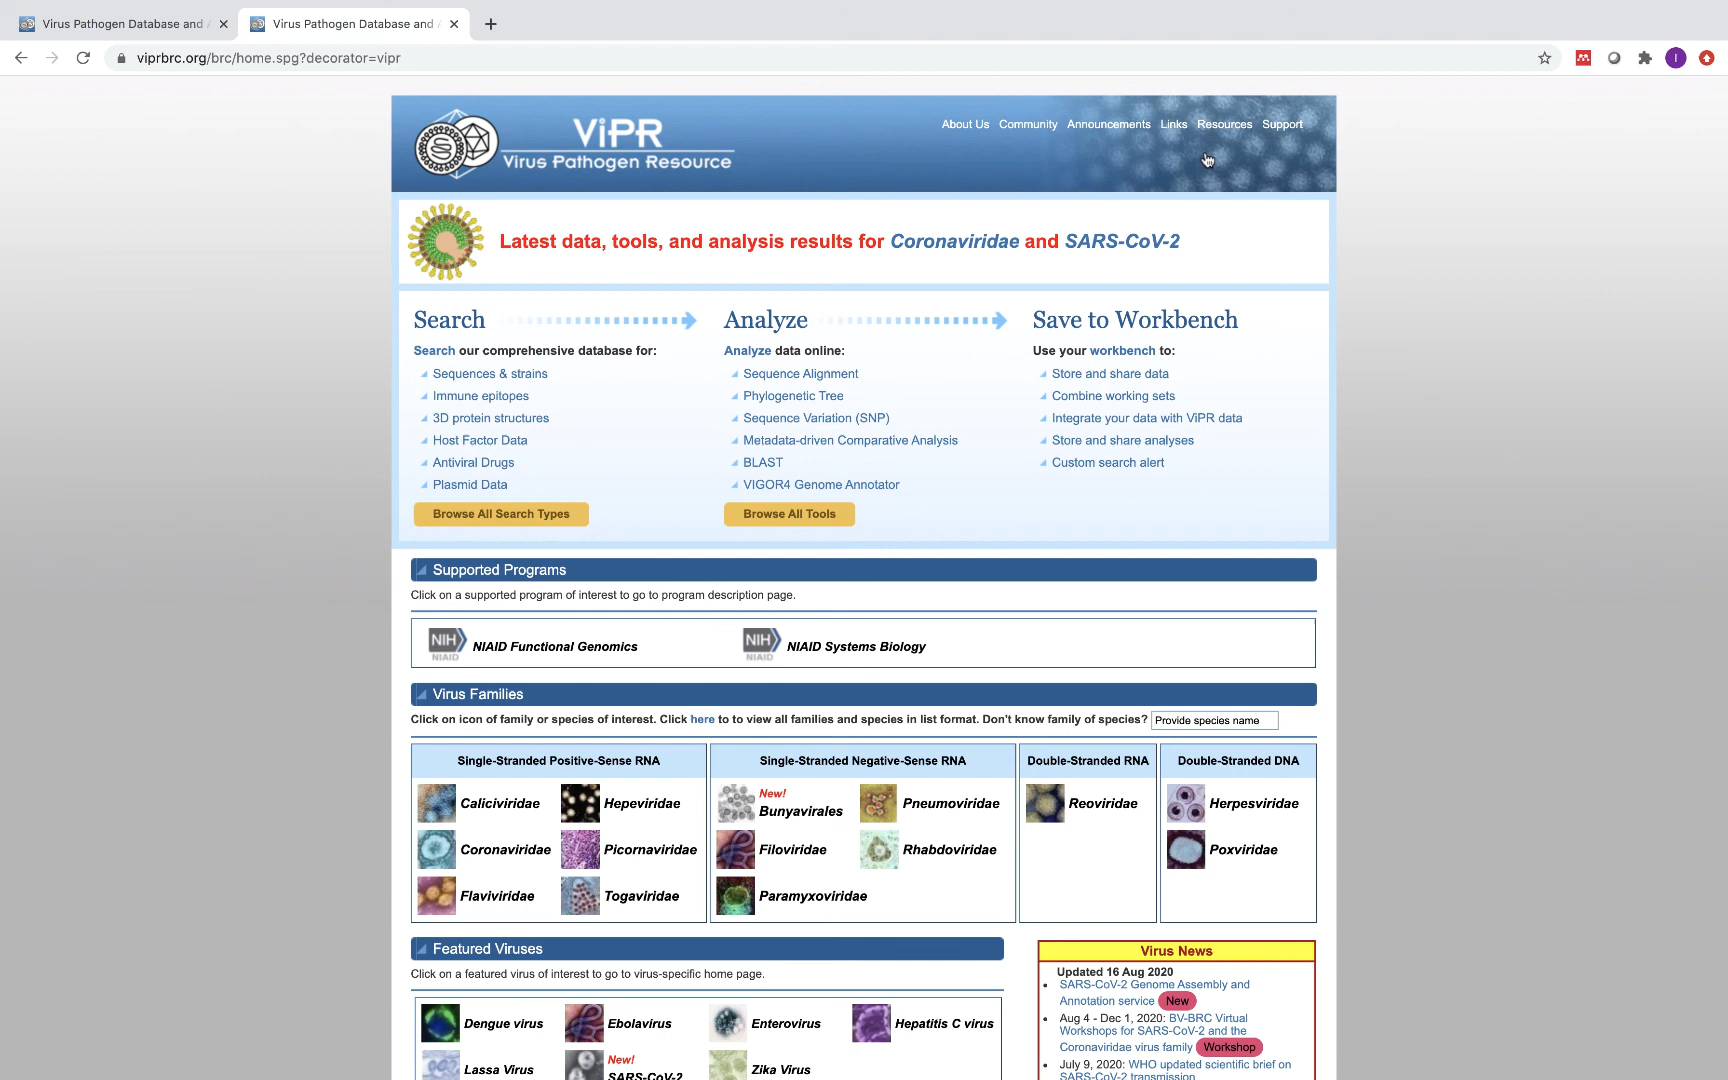 Virus Pathogen Database and
Virus Pathogen Database and
viprbrc.org/brc/home.spg?decorator=vipr
I
ViPR
Virus Pathogen Resource
About Us Community Announcements Links Resources Support
Latest data, tools, and analysis results for Coronaviridae and SARS-CoV-2
Search
Search our comprehensive database for:
Sequences & strains
Immune epitopes
3D protein structures
Host Factor Data
Antiviral Drugs
Plasmid Data
Browse All Search Types
Analyze
Analyze data online:
Sequence Alignment
Phylogenetic Tree
Sequence Variation (SNP)
Metadata-driven Comparative Analysis
BLAST
VIGOR4 Genome Annotator
Browse All Tools
Save to Workbench
Use your workbench to:
Store and share data
Combine working sets
Integrate your data with ViPR data
Store and share analyses
Custom search alert
Supported Programs
Click on a supported program of interest to go to program description page.
NIH NIAID NIAID Functional Genomics
NIH NIAID NIAID Systems Biology
Virus Families
Click on icon of family or species of interest. Click here to to view all families and species in list format. Don't know family of species? Provide species name
Single-Stranded Positive-Sense RNA
Caliciviridae Hepeviridae
Coronaviridae Picornaviridae
Flaviviridae Togaviridae
Single-Stranded Negative-Sense RNA
New!
Bunyavirales Pneumoviridae
Filoviridae Rhabdoviridae
Paramyxoviridae
Double-Stranded RNA
Reoviridae
Double-Stranded DNA
Herpesviridae
Poxviridae
Featured Viruses
Click on a featured virus of interest to go to virus-specific home page.
Dengue virus Ebolavirus Enterovirus Hepatitis C virus
New!
Lassa Virus SARS-CoV-2 Zika Virus
Virus News
Updated 16 Aug 2020
SARS-CoV-2 Genome Assembly and
Annotation service New
Aug 4 - Dec 1, 2020: BV-BRC Virtual
Workshops for SARS-CoV-2 and the
Coronaviridae virus family Workshop
July 9, 2020: WHO updated scientific brief on
SARS-CoV-2 transmission